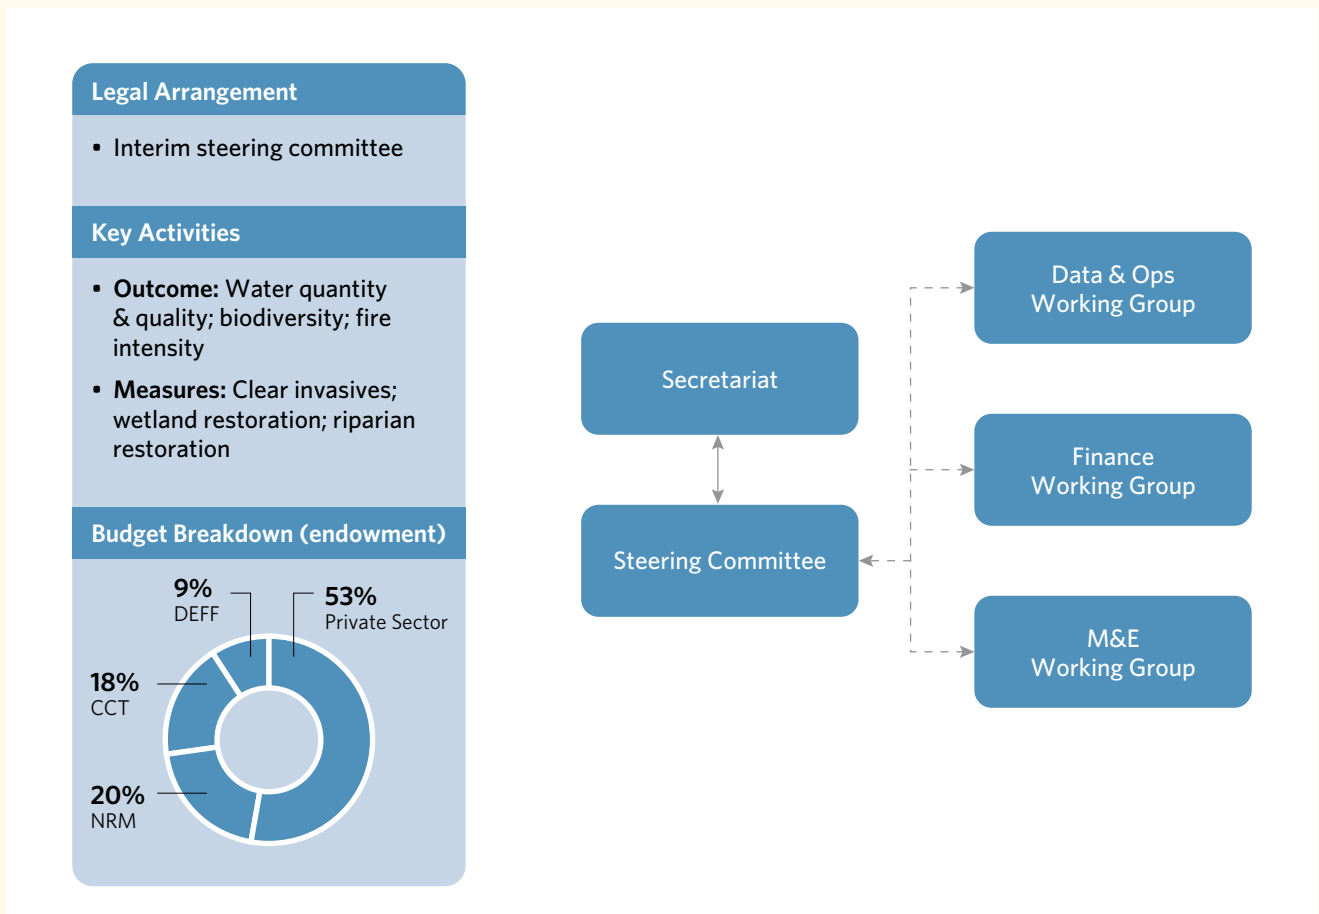 Legal Arrangement
• Interim steering committee
Key Activities
• Outcome: Water quantity
& quality; biodiversity; fire
intensity
• Measures: Clear invasives;
wetland restoration; riparian
restoration
Budget Breakdown (endowment)
9%
DEFF
53%
Private Sector
18%
CCT
20%
NRM
Secretariat
Steering Committee
Data & Ops
Working Group
Finance
Working Group
M&E
Working Group